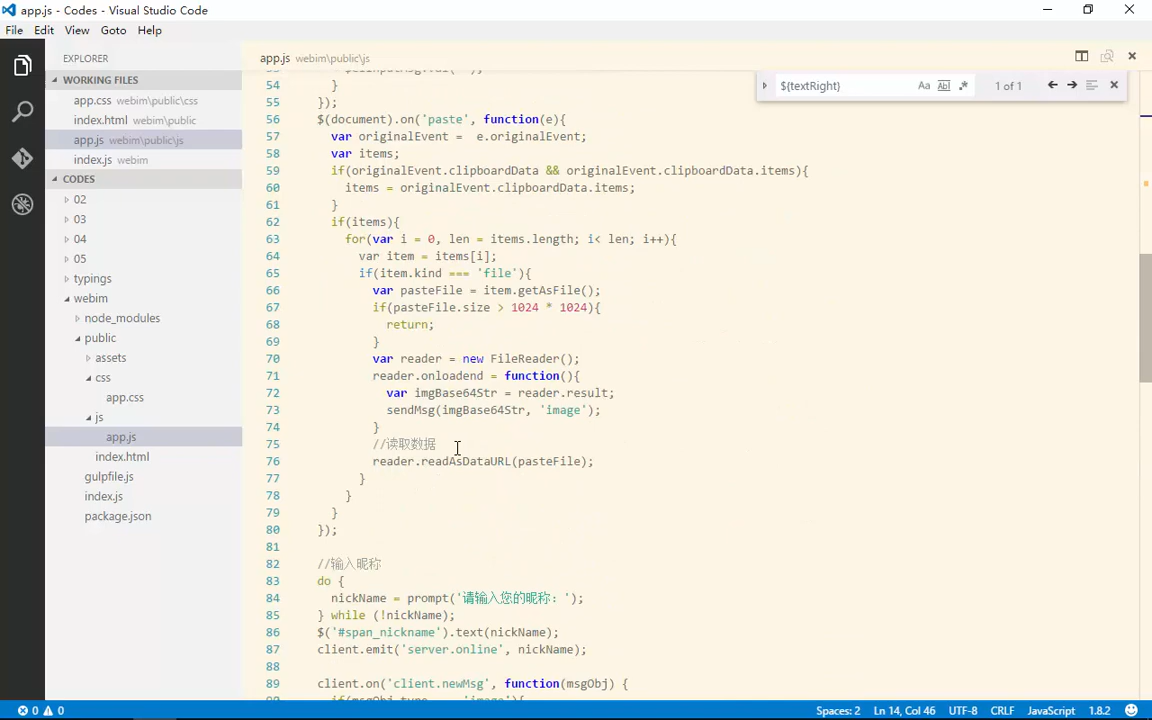 app.js - Codes - Visual Studio Code
File Edit View Goto Help
EXPLORER
WORKING FILES
app.css webim\public\css
index.html webim\public
app.js webim\public\js
index.js webim
CODES
02
03
04
05
typings
webim
node_modules
public
assets
css
app.css
js
app.js
index.html
gulpfile.js
index.js
package.json
app.js webim\public\js
${textRight} Aa Ab| .* 1 of 1
54 }
55 });
56 $(document).on('paste', function(e){
57 var originalEvent = e.originalEvent;
58 var items;
59 if(originalEvent.clipboardData && originalEvent.clipboardData.items){
60 items = originalEvent.clipboardData.items;
61 }
62 if(items){
63 for(var i = 0, len = items.length; i< len; i++){
64 var item = items[i];
65 if(item.kind === 'file'){
66 var pasteFile = item.getAsFile();
67 if(pasteFile.size > 1024 * 1024){
68 return;
69 }
70 var reader = new FileReader();
71 reader.onloadend = function(){
72 var imgBase64Str = reader.result;
73 sendMsg(imgBase64Str, 'image');
74 }
75 //读取数据
76 reader.readAsDataURL(pasteFile);
77 }
78 }
79 }
80 });
81
82 //输入昵称
83 do {
84 nickName = prompt('请输入您的昵称：');
85 } while (!nickName);
86 $('#span_nickname').text(nickName);
87 client.emit('server.online', nickName);
88
89 client.on('client.newMsg', function(msgObj) {
0 0 Spaces: 2 Ln 14, Col 46 UTF-8 CRLF JavaScript 1.8.2